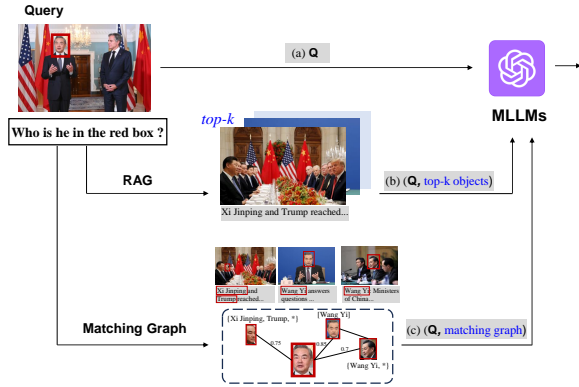 Query
(a) Q
MLLMs
Who is he in the red box ?
top-k
RAG
Xi Jinping and Trump reached...
(b) (Q, top-k objects)
Xi Jinping and
Trump reached...
Wang Yi answers
questions ...
Wang Yi: Ministers
of China...
Matching Graph
{Xi Jinping, Trump, *}
{Wang Yi}
0.75
0.85
0.7
{Wang Yi, *}
(c) (Q, matching graph)